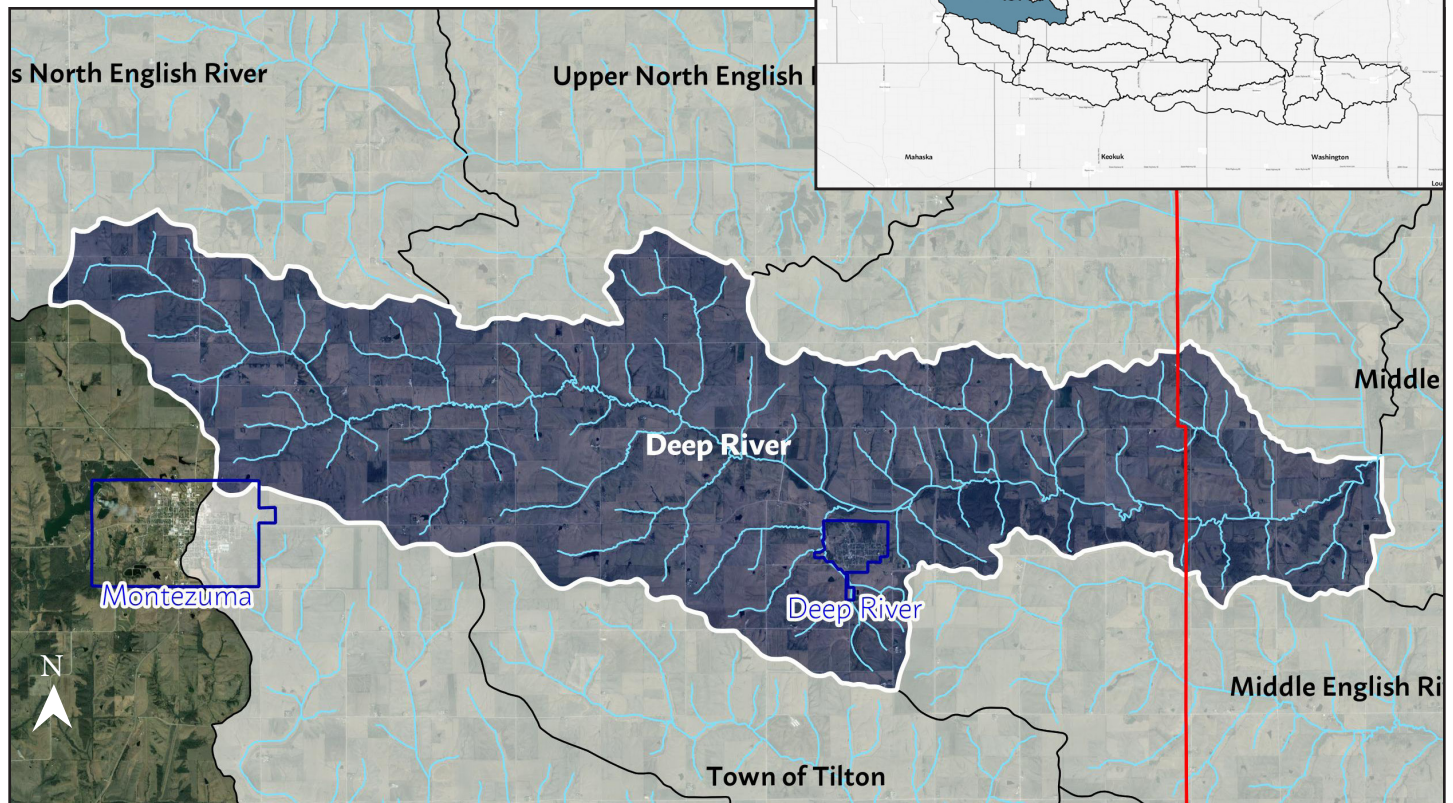 s North English River
Upper North English
Mahaska
Keokuk
Washington
Lou
Middle
Deep River
Montezuma
Deep River
N
Middle English Ri
Town of Tilton